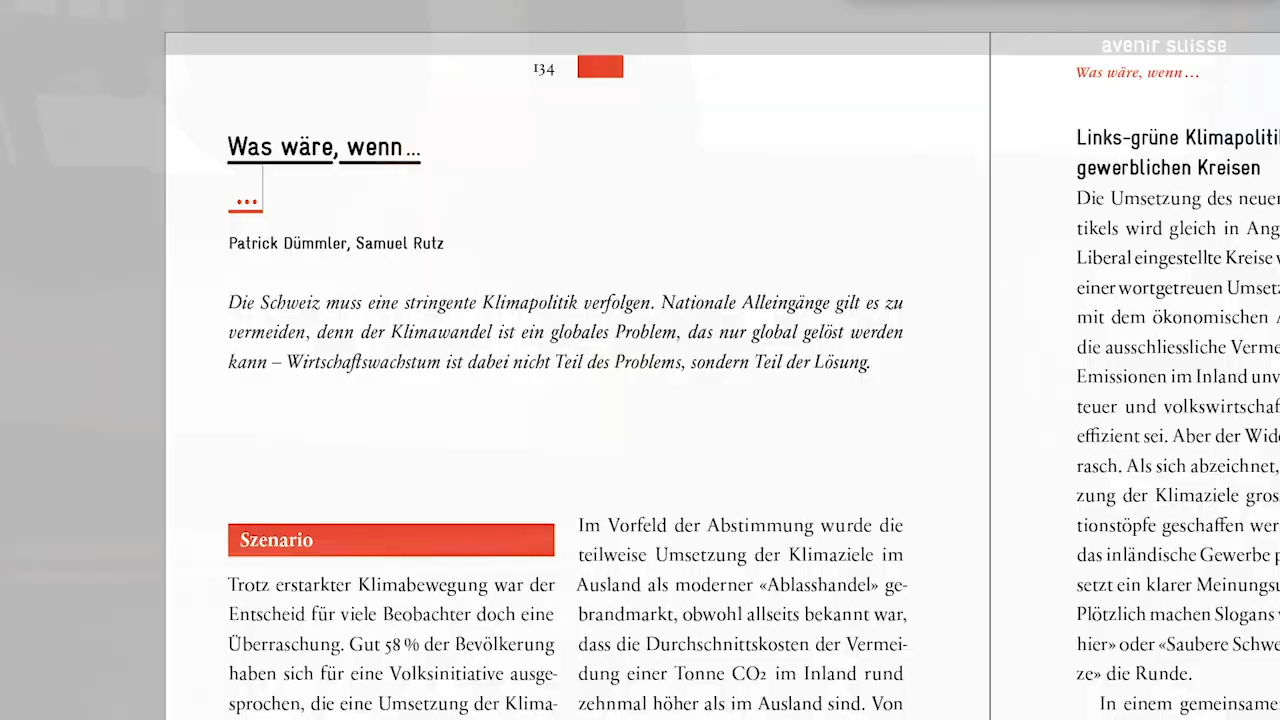 avenir suisse
134
Was wäre, wenn...
...
Patrick Dümmler, Samuel Rutz
Die Schweiz muss eine stringente Klimapolitik verfolgen. Nationale Alleingänge gilt es zu
vermeiden, denn der Klimawandel ist ein globales Problem, das nur global gelöst werden
kann – Wirtschaftswachstum ist dabei nicht Teil des Problems, sondern Teil der Lösung.
Szenario
Trotz erstarkter Klimabewegung war der
Entscheid für viele Beobachter doch eine
Überraschung. Gut 58 % der Bevölkerung
haben sich für eine Volksinitiative ausge-
sprochen, die eine Umsetzung der Klima-
Im Vorfeld der Abstimmung wurde die
teilweise Umsetzung der Klimaziele im
Ausland als moderner «Ablasshandel» ge-
brandmarkt, obwohl allseits bekannt war,
dass die Durchschnittskosten der Vermei-
dung einer Tonne CO2 im Inland rund
zehnmal höher als im Ausland sind. Von
Was wäre, wenn...
Links-grüne Klimapoliti
gewerblichen Kreisen
Die Umsetzung des neue
tikels wird gleich in Ang
Liberal eingestellte Kreise
einer wortgetreuen Umset
mit dem ökonomischen
die ausschliessliche Verme
Emissionen im Inland unv
teuer und volkswirtschaf
effizient sei. Aber der Wid
rasch. Als sich abzeichnet,
zung der Klimaziele gros
tionstöpfe geschaffen wer
das inländische Gewerbe p
setzt ein klarer Meinungsu
Plötzlich machen Slogans
hier» oder «Saubere Schwe
ze» die Runde.
In einem gemeinsame